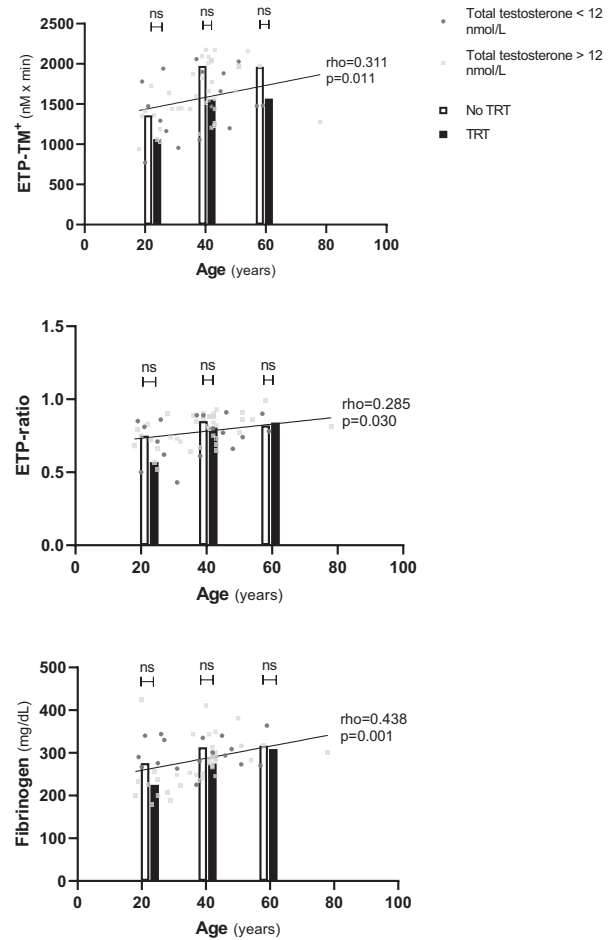 ns ns ns
2500
2000
1500
1000
500
0
ETP-TM+ (nM x min)
rho=0.311
p=0.011
0 20 40 60 80 100
Age (years)
Total testosterone < 12
nmol/L
Total testosterone > 12
nmol/L
No TRT
TRT
1.5
1.0
0.5
0.0
ETP-ratio
ns ns ns
rho=0.285
p=0.030
0 20 40 60 80 100
Age (years)
ns ns ns
500
400
300
200
100
0
Fibrinogen (mg/dL)
rho=0.438
p=0.001
0 20 40 60 80 100
Age (years)